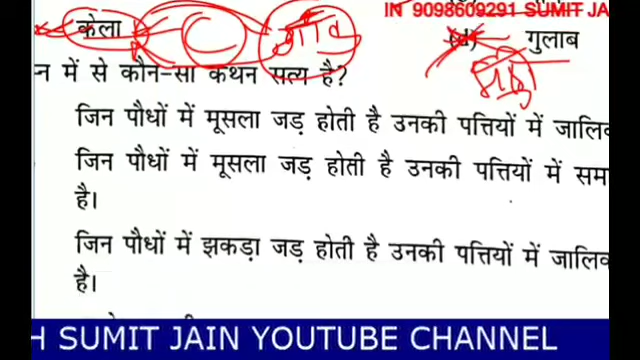 IN 9098609291 SUMIT JA
केला
(d) गुलाब
न में से कौन-सा कथन सत्य है?
जिन पौधों में मूसला जड़ होती है उनकी पत्तियों में जालिक
जिन पौधों में मूसला जड़ होती है उनकी पत्तियों में समा
है।
जिन पौधों में झकड़ा जड़ होती है उनकी पत्तियों में जालिक
है।
H SUMIT JAIN YOUTUBE CHANNEL